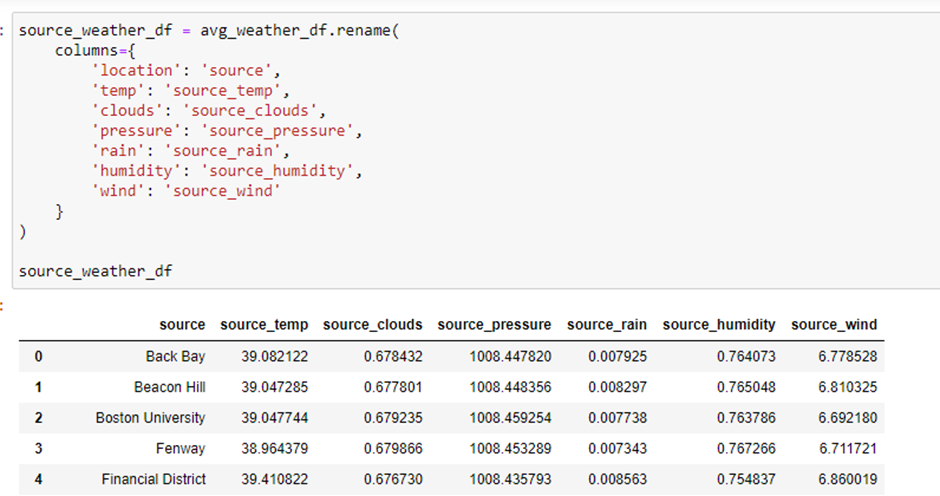 : source_weather_df = avg_weather_df.rename(
columns={
'location': 'source',
'temp': 'source_temp',
'clouds': 'source_clouds',
'pressure': 'source_pressure',
'rain': 'source_rain',
'humidity': 'source_humidity',
'wind': 'source_wind'
}
)
source_weather_df
:
source source_temp source_clouds source_pressure source_rain source_humidity source_wind
0 Back Bay 39.082122 0.678432 1008.447820 0.007925 0.764073 6.778528
1 Beacon Hill 39.047285 0.677801 1008.448356 0.008297 0.765048 6.810325
2 Boston University 39.047744 0.679235 1008.459254 0.007738 0.763786 6.692180
3 Fenway 38.964379 0.679866 1008.453289 0.007343 0.767266 6.711721
4 Financial District 39.410822 0.676730 1008.435793 0.008563 0.754837 6.860019